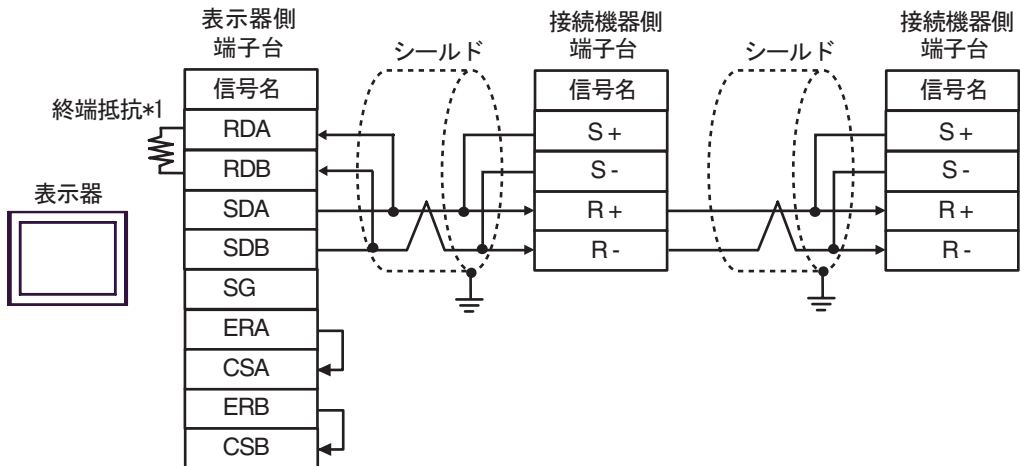 表示器側
端子台
信号名
終端抵抗*1
RDA
RDB
表示器
SDA
SDB
SG
ERA
CSA
ERB
CSB
シールド
接続機器側
端子台
信号名
S+
S-
R+
R-
シールド
接続機器側
端子台
信号名
S+
S-
R+
R-